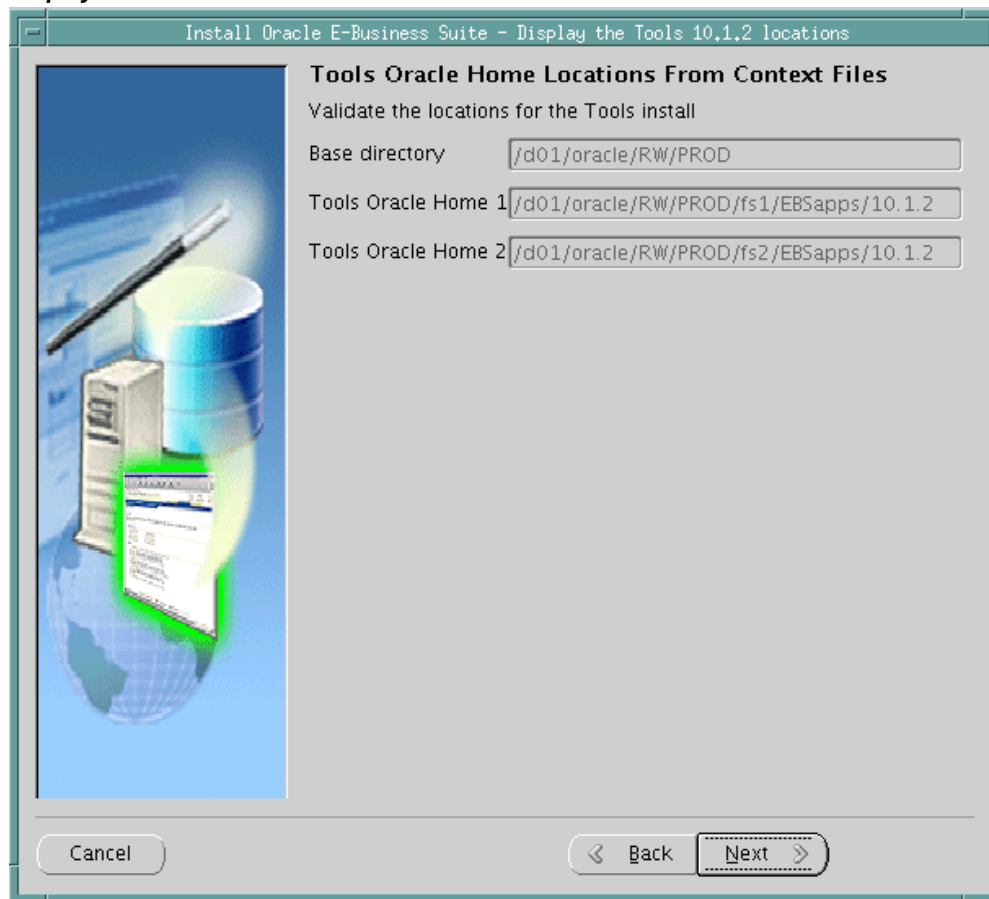 Install Oracle E-Business Suite - Display the Tools 10.1.2 locations
Tools Oracle Home Locations From Context Files
Validate the locations for the Tools install
Base directory /d01/oracle/RW/PROD
Tools Oracle Home 1 /d01/oracle/RW/PROD/fs1/EBSapps/10.1.2
Tools Oracle Home 2 /d01/oracle/RW/PROD/fs2/EBSapps/10.1.2
Cancel Back Next